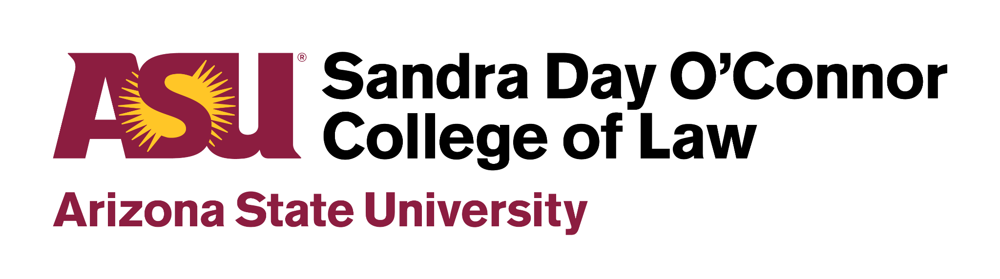 ASU® Sandra Day O’Connor
College of Law
Arizona State University